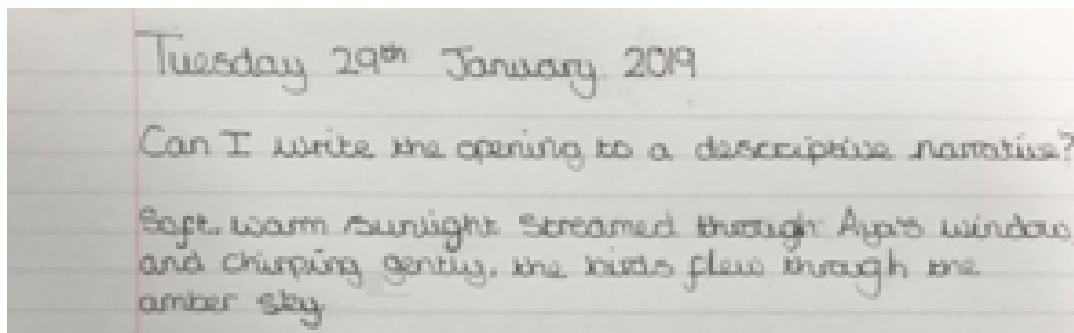 Tuesday 29th January 2019
Can I write the opening to a descriptive narrative?
Soft, warm sunlight streamed through Aya's window
and chirping gently, the birds flew through the
amber sky